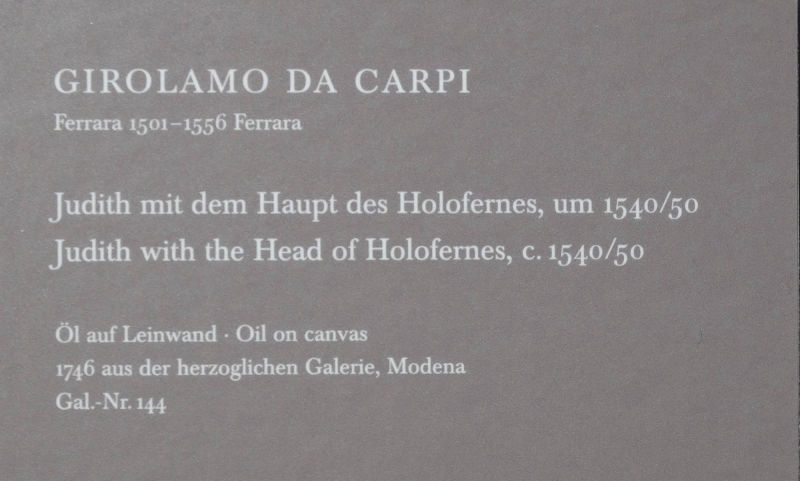 GIROLAMO DA CARPI
Ferrara 1501–1556 Ferrara
Judith mit dem Haupt des Holofernes, um 1540/50
Judith with the Head of Holofernes, c. 1540/50
Öl auf Leinwand · Oil on canvas
1746 aus der herzoglichen Galerie, Modena
Gal.-Nr. 144